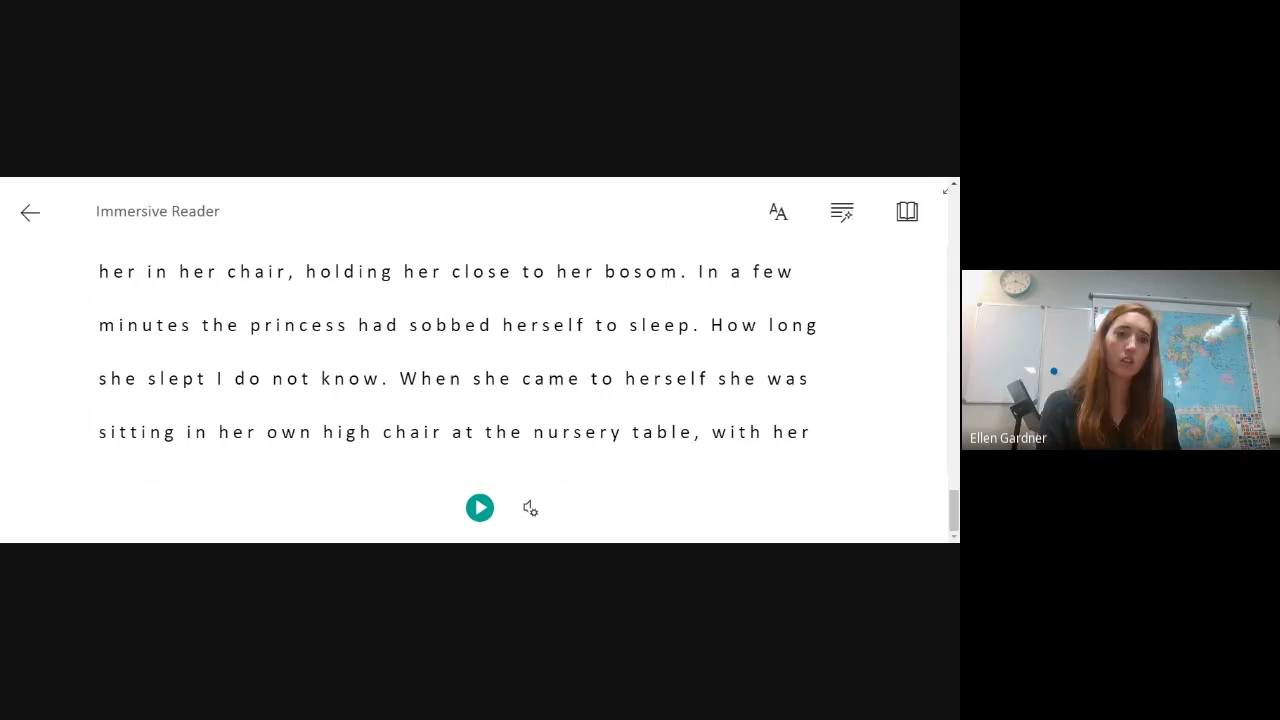 Immersive Reader
her in her chair, holding her close to her bosom. In a few
minutes the princess had sobbed herself to sleep. How long
she slept I do not know. When she came to herself she was
sitting in her own high chair at the nursery table, with her
Ellen Gardner